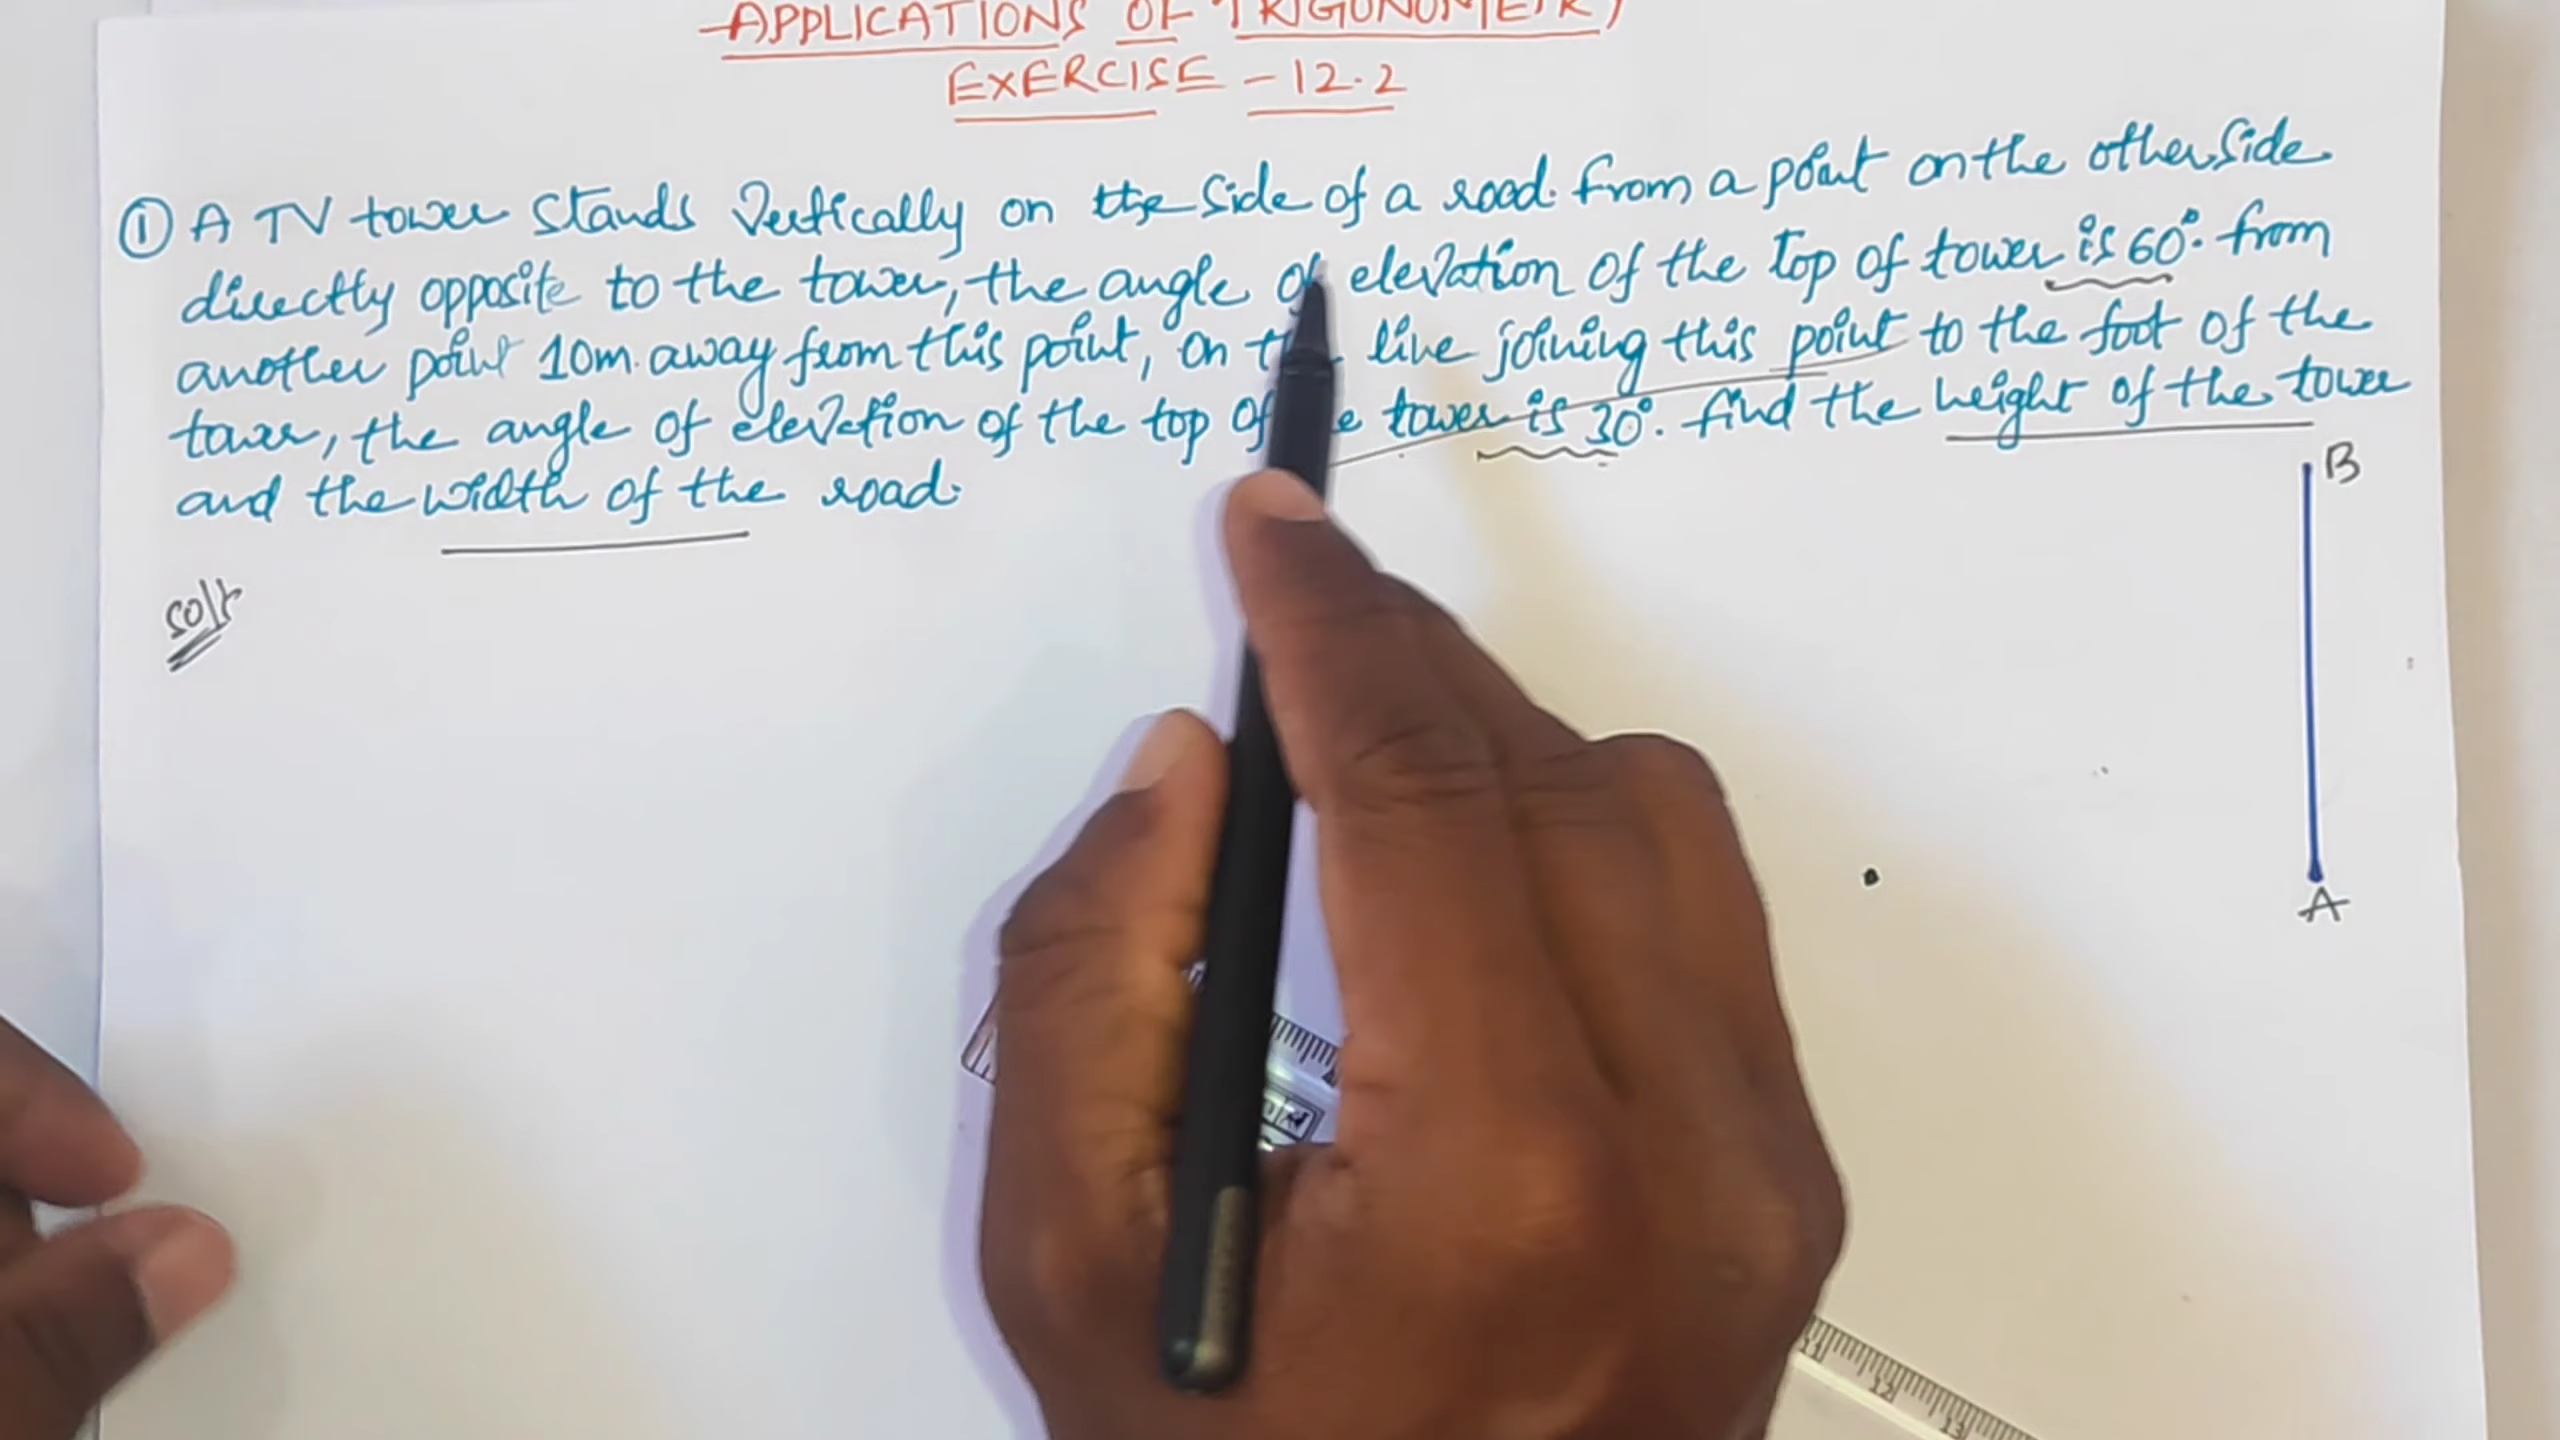 APPLICATIONS OF TRIGONOMETRY
EXERCISE - 12.2
① A TV tower stands vertically on the side of a road. from a point on the other side
directly opposite to the tower, the angle of elevation of the top of tower is 60°. from
another point 10m. away from this point, on line joining this point to the foot of the
tower, the angle of elevation of the top of tower is 30°. find the height of the tower
and the width of the road.
B
A
12
13